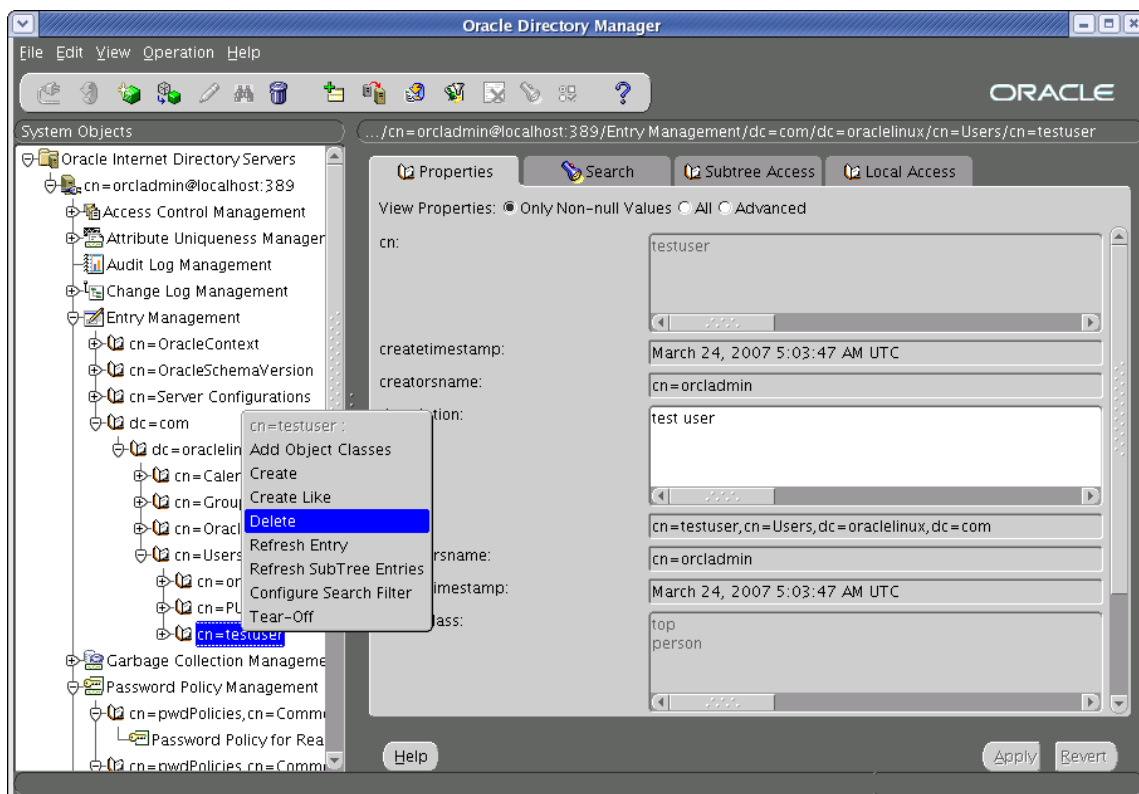 Oracle Directory Manager
File Edit View Operation Help
ORACLE
System Objects
.../cn=orcladmin@localhost:389/Entry Management/dc=com/dc=oraclelinux/cn=Users/cn=testuser
Oracle Internet Directory Servers
cn=orcladmin@localhost:389
Access Control Management
Attribute Uniqueness Manager
Audit Log Management
Change Log Management
Entry Management
cn=OracleContext
cn=OracleSchemaVersion
cn=Server Configurations
dc=com
dc=oraclelin
cn=Caler
cn=Grou
cn=Oracl
cn=Users
cn=or
cn=PU
cn=testuser
Garbage Collection Manageme
Password Policy Management
cn=pwdPolicies,cn=Comm
Password Policy for Rea
cn=pwdPolicies,cn=Comm
cn=testuser :
Add Object Classes
Create
Create Like
Delete
Refresh Entry
Refresh SubTree Entries
Configure Search Filter
Tear-Off
Properties Search Subtree Access Local Access
View Properties: Only Non-null Values All Advanced
cn: testuser
createtimestamp: March 24, 2007 5:03:47 AM UTC
creatorsname: cn=orcladmin
tion: test user
cn=testuser,cn=Users,dc=oraclelinux,dc=com
rsname: cn=orcladmin
imestamp: March 24, 2007 5:03:47 AM UTC
lass: top
person
Help Apply Revert